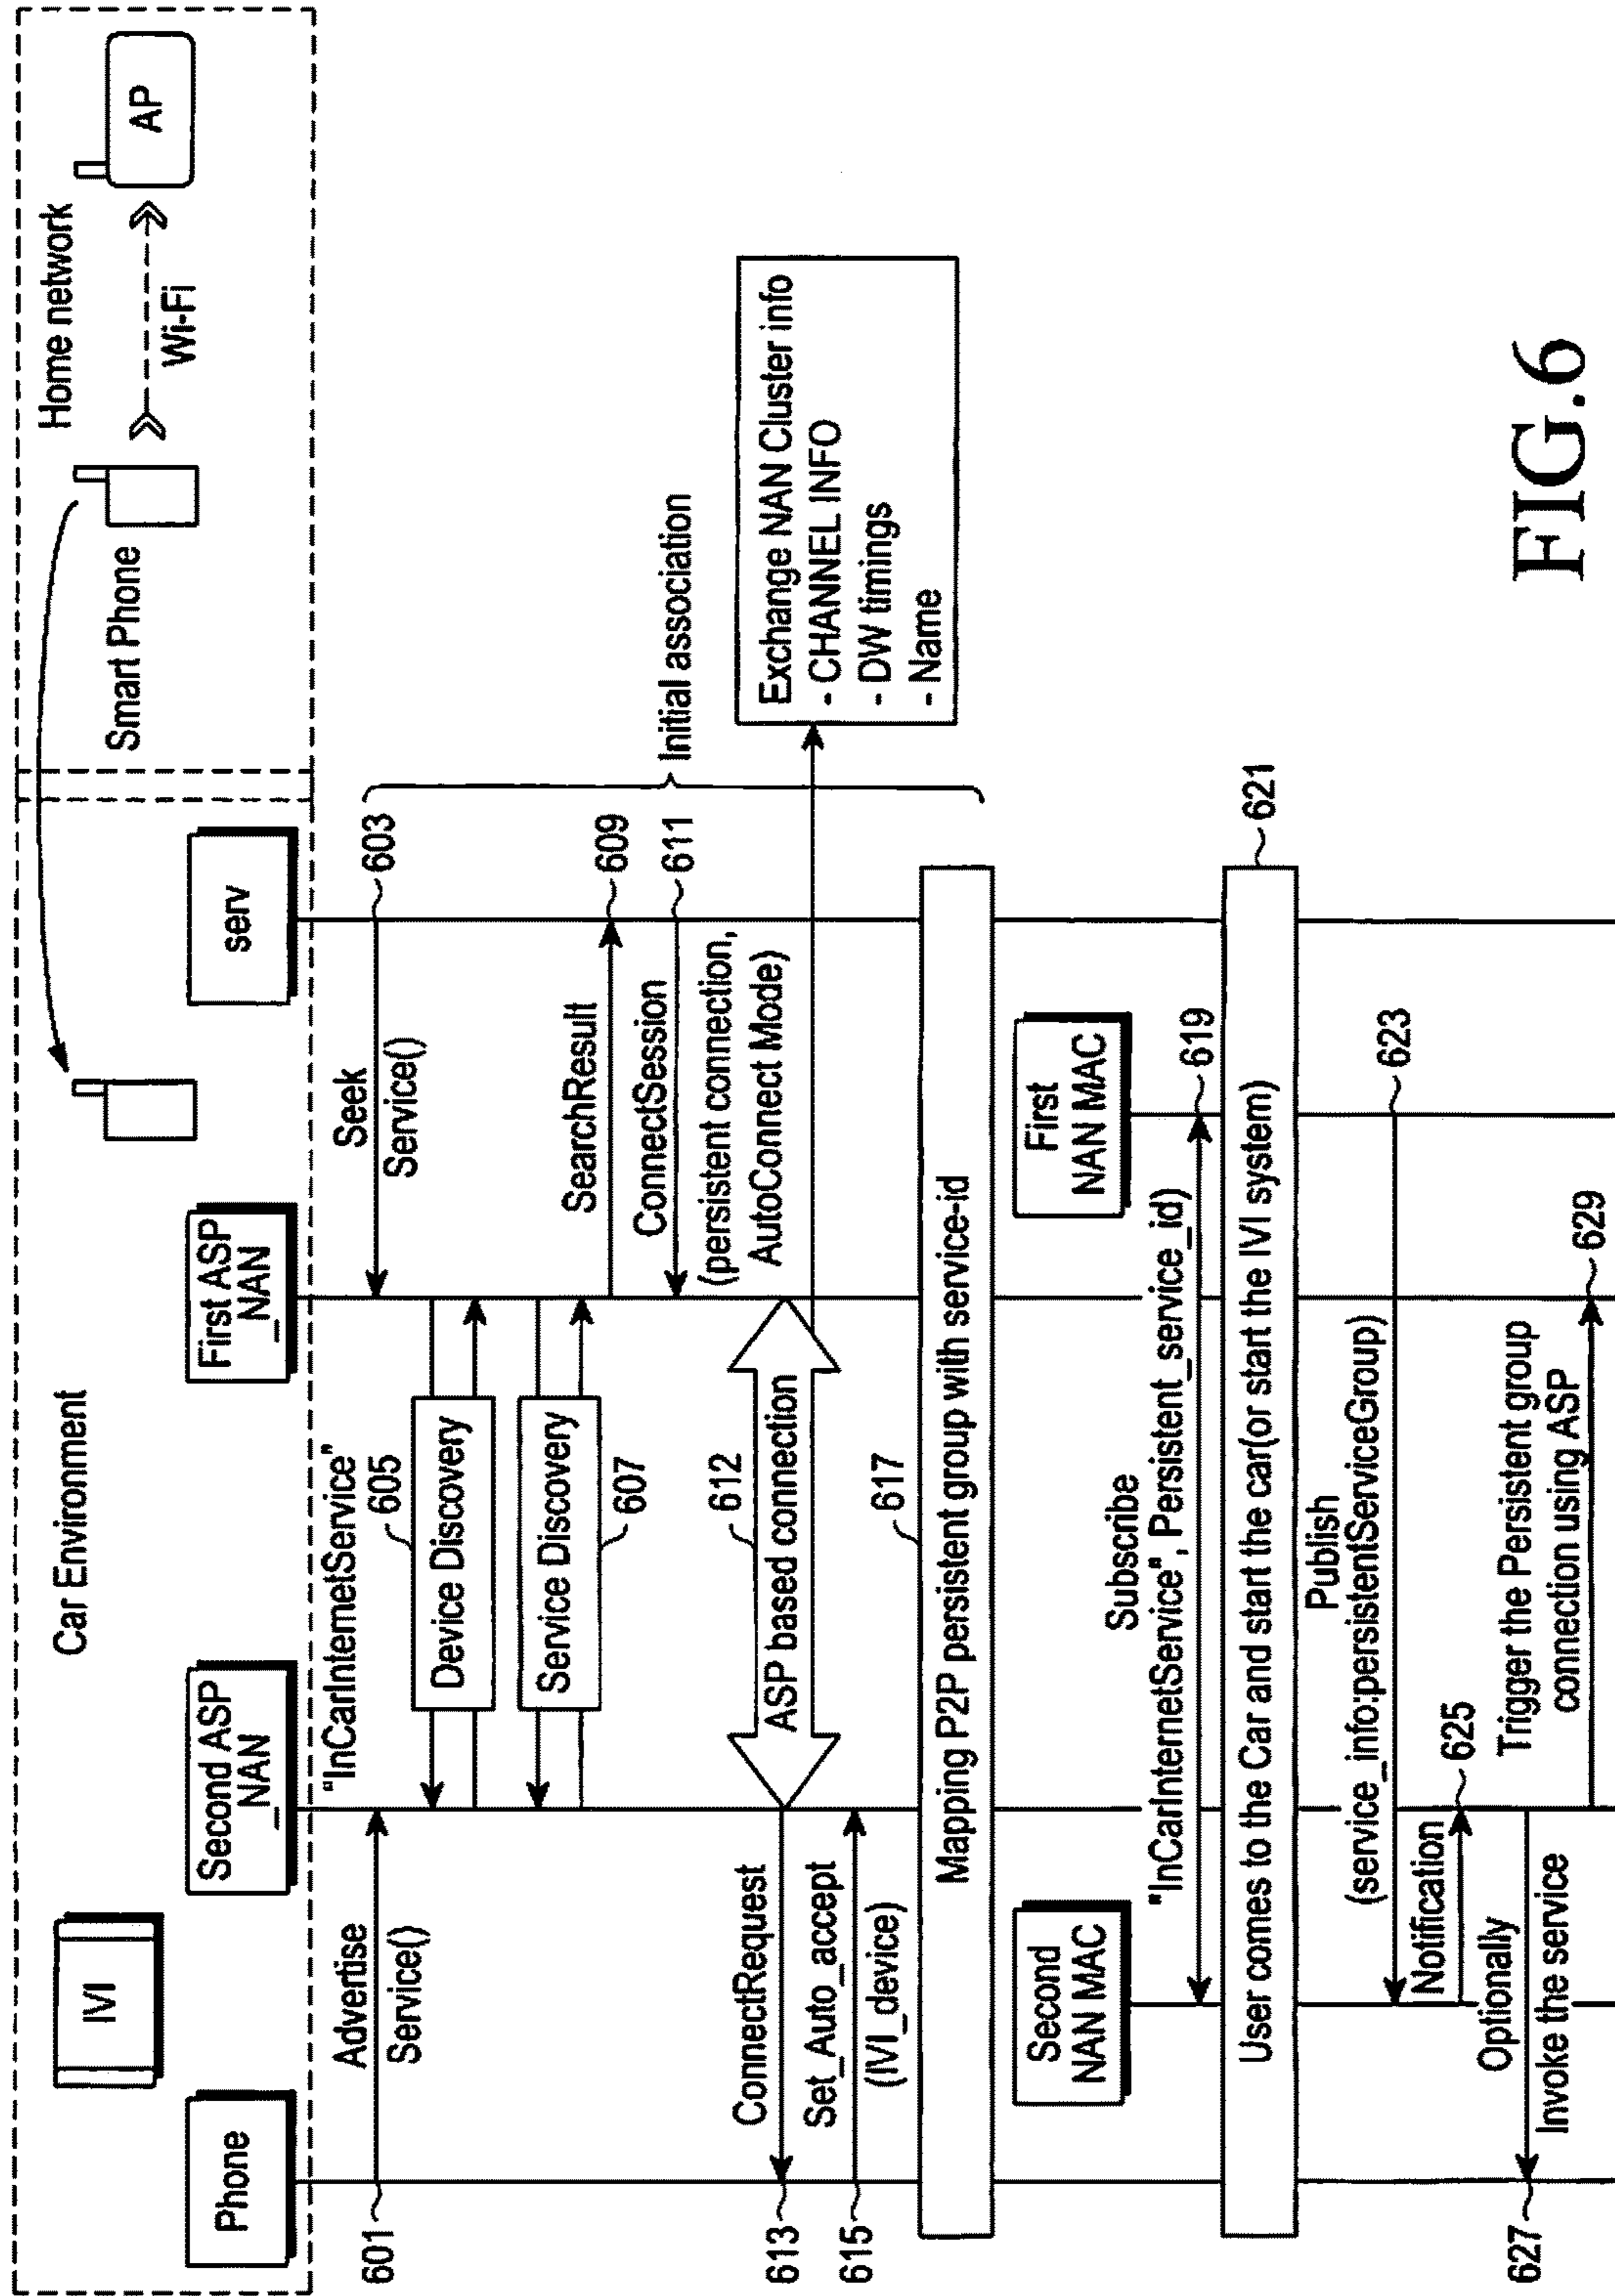 Car Environment
Home network
IVI
Smart Phone
Wi-Fi
AP
Phone
Second ASP
_NAN
First ASP
_NAN
serv
Advertise
Service()
601
"InCarInternetService"
Seek
Service()
603
605
Device Discovery
607
Service Discovery
SearchResult
609
ConnectSession
611
(persistent connection,
AutoConnect Mode)
Initial association
612
ASP based connection
ConnectRequest
613
Set_Auto_accept
(IVI_device)
615
Exchange NAN Cluster info
- CHANNEL INFO
- DW timings
- Name
617
Mapping P2P persistent group with service-id
Second
NAN MAC
First
NAN MAC
Subscribe
"InCarInternetService", Persistent_service_id)
619
User comes to the Car and start the car(or start the IVI system)
621
Publish
(service_info:persistentServiceGroup)
623
Notification
625
Optionally
Invoke the service
627
Trigger the Persistent group
connection using ASP
629
FIG.6